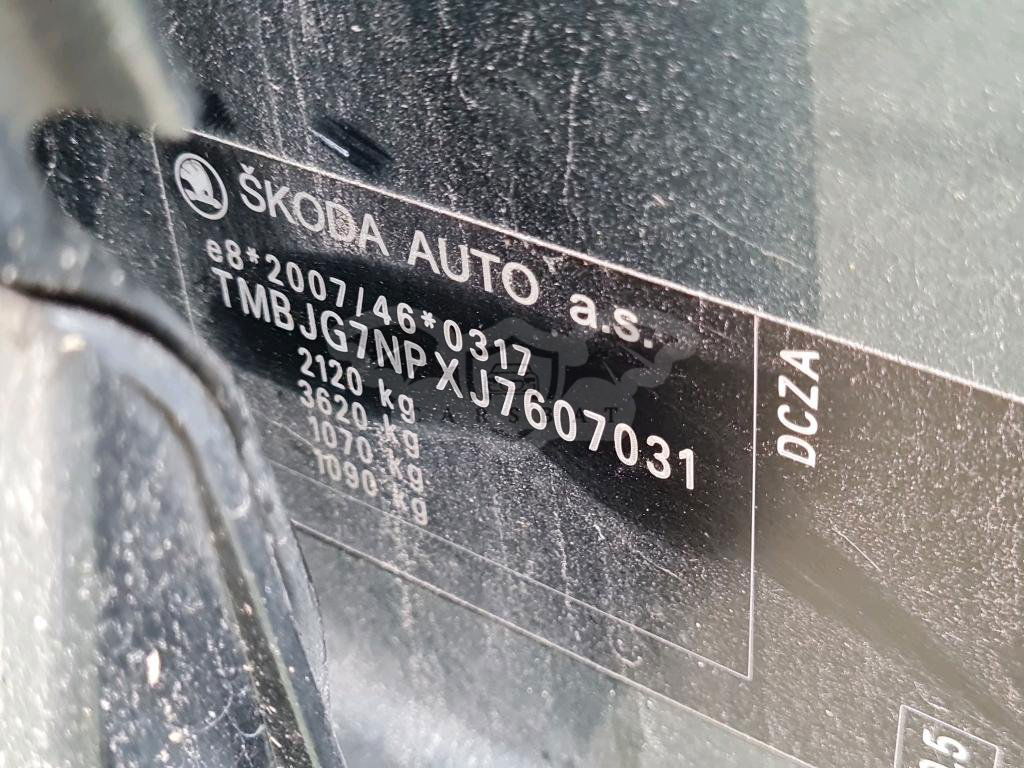 ŠKODA AUTO a.s.
e8*2007/46*0317
TMBJG7NPXJ7607031
2120 kg
3620 kg
1070 kg
1090 kg
DCZA